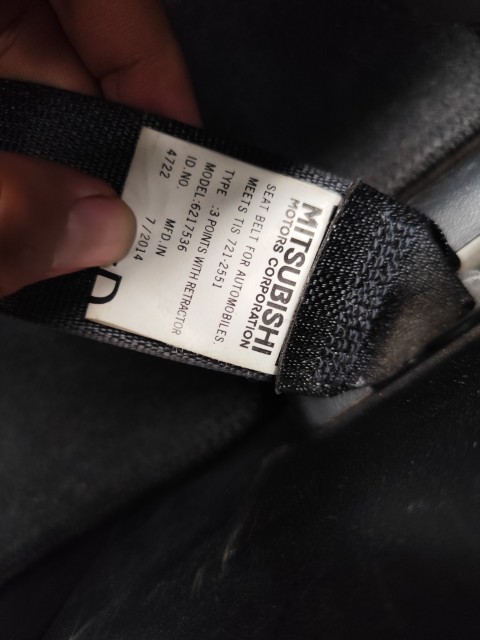 MITSUBISHI
MOTORS CORPORATION
SEAT BELT FOR AUTOMOBILES.
MEETS TIS 721-2551
TYPE :3 POINTS WITH RETRACTOR
MODEL:6217536
ID.NO. MFD.IN
4722 7/2014